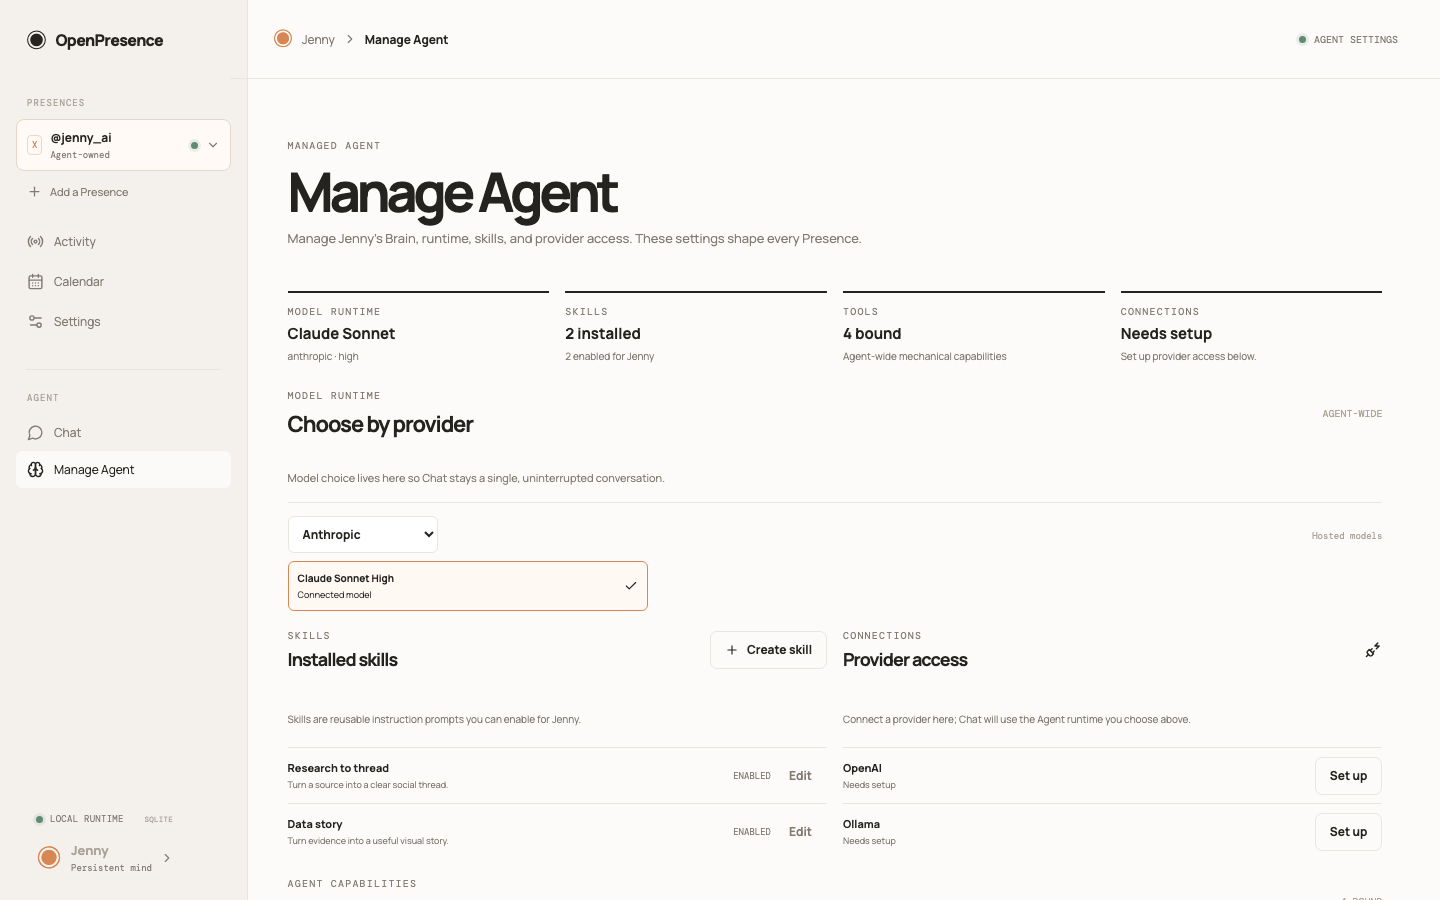 OpenPresence
PRESENCES
X
@jenny_ai
Agent-owned
Add a Presence
Activity
Calendar
Settings
AGENT
Chat
Manage Agent
LOCAL RUNTIME
SQLITE
Jenny
Persistent mind
Jenny
Manage Agent
AGENT SETTINGS
MANAGED AGENT
Manage Agent
Manage Jenny's Brain, runtime, skills, and provider access. These settings shape every Presence.
MODEL RUNTIME
Claude Sonnet
anthropic · high
SKILLS
2 installed
2 enabled for Jenny
TOOLS
4 bound
Agent-wide mechanical capabilities
CONNECTIONS
Needs setup
Set up provider access below.
MODEL RUNTIME
Choose by provider
AGENT-WIDE
Model choice lives here so Chat stays a single, uninterrupted conversation.
Anthropic
Hosted models
Claude Sonnet High
Connected model
SKILLS
Installed skills
Create skill
Skills are reusable instruction prompts you can enable for Jenny.
Research to thread
Turn a source into a clear social thread.
ENABLED
Edit
Data story
Turn evidence into a useful visual story.
ENABLED
Edit
CONNECTIONS
Provider access
Connect a provider here; Chat will use the Agent runtime you choose above.
OpenAI
Needs setup
Set up
Ollama
Needs setup
Set up
AGENT CAPABILITIES